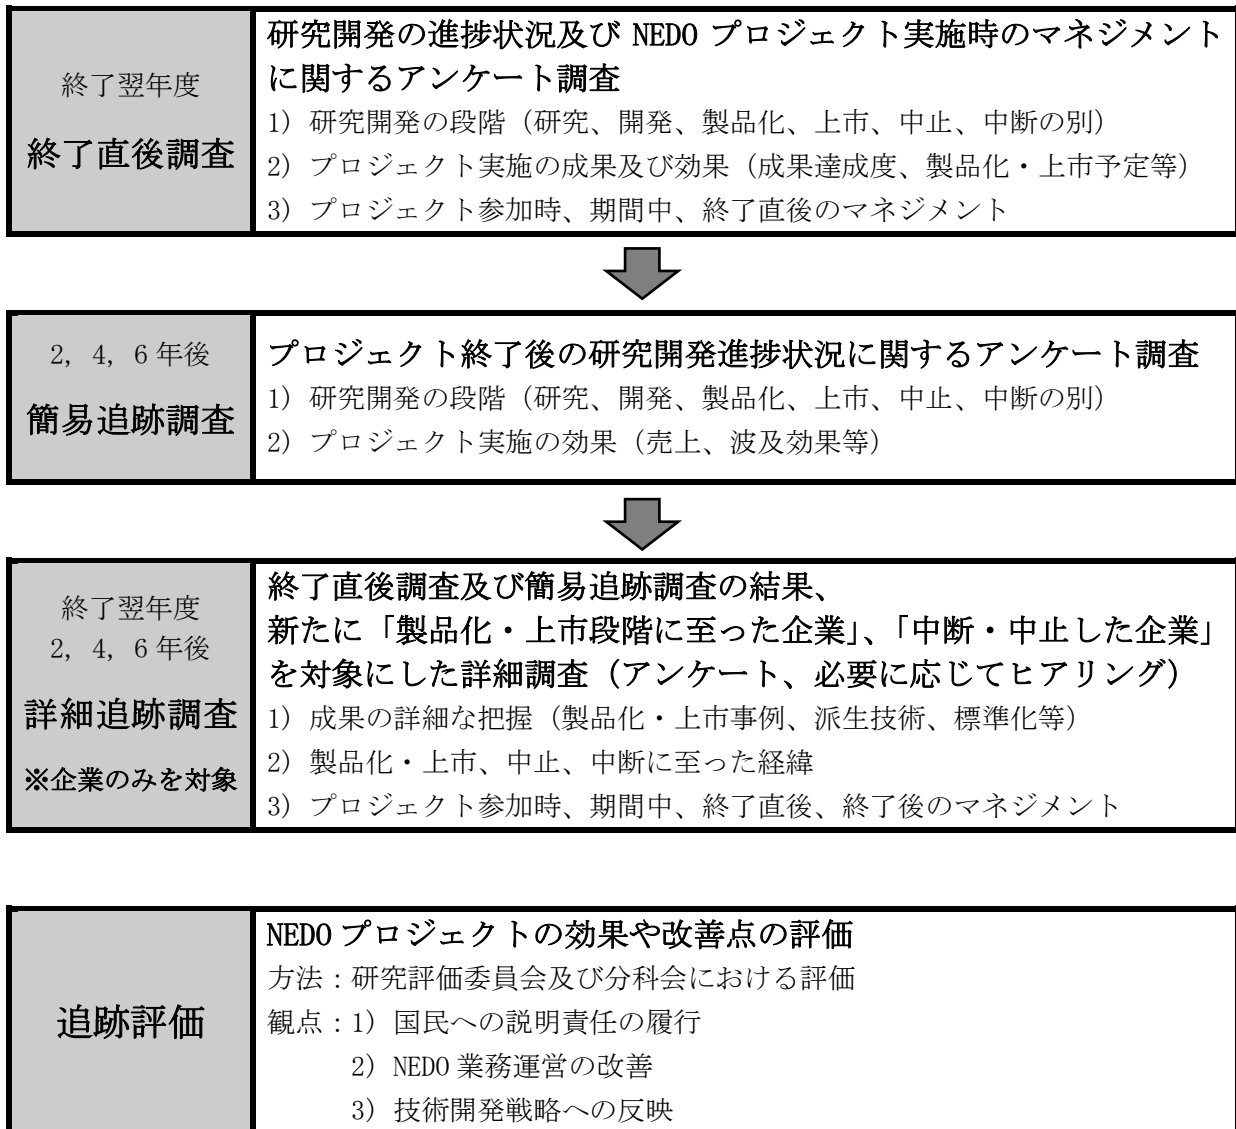 終了翌年度
終了直後調査
研究開発の進捗状況及び NEDO プロジェクト実施時のマネジメント
に関するアンケート調査
1) 研究開発の段階（研究、開発、製品化、上市、中止、中断の別）
2) プロジェクト実施の成果及び効果（成果達成度、製品化・上市予定等）
3) プロジェクト参加時、期間中、終了直後のマネジメント
2, 4, 6 年後
簡易追跡調査
プロジェクト終了後の研究開発進捗状況に関するアンケート調査
1) 研究開発の段階（研究、開発、製品化、上市、中止、中断の別）
2) プロジェクト実施の効果（売上、波及効果等）
終了翌年度
2, 4, 6 年後
詳細追跡調査
※企業のみを対象
終了直後調査及び簡易追跡調査の結果、
新たに「製品化・上市段階に至った企業」、「中断・中止した企業」
を対象にした詳細調査（アンケート、必要に応じてヒアリング）
1) 成果の詳細な把握（製品化・上市事例、派生技術、標準化等）
2) 製品化・上市、中止、中断に至った経緯
3) プロジェクト参加時、期間中、終了直後、終了後のマネジメント
追跡評価
NEDO プロジェクトの効果や改善点の評価
方法：研究評価委員会及び分科会における評価
観点：1) 国民への説明責任の履行
2) NEDO 業務運営の改善
3) 技術開発戦略への反映